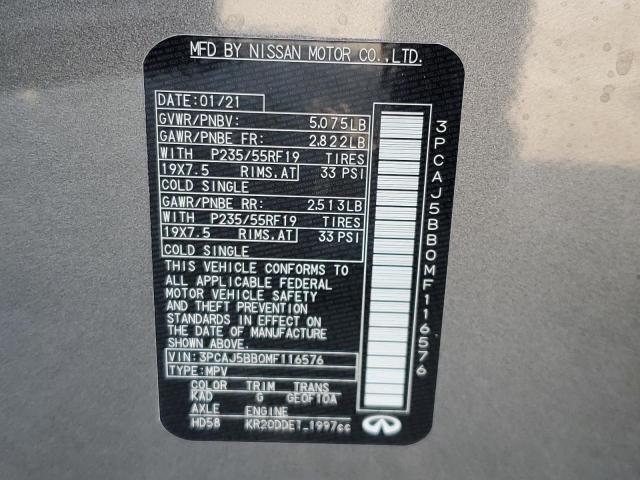 MFD BY NISSAN MOTOR CO.,LTD.
DATE:01/21
GVWR/PNBV: 5.075LB
GAWR/PNBE FR: 2.822LB
WITH P235/55RF19 TIRES
19X7.5 RIMS.AT 33 PSI
COLD SINGLE
GAWR/PNBE RR: 2.513LB
WITH P235/55RF19 TIRES
19X7.5 RIMS.AT 33 PSI
COLD SINGLE
THIS VEHICLE CONFORMS TO
ALL APPLICABLE FEDERAL
MOTOR VEHICLE SAFETY
AND THEFT PREVENTION
STANDARDS IN EFFECT ON
THE DATE OF MANUFACTURE
SHOWN ABOVE.
VIN:3PCAJ5BB0MF116576
TYPE:MPV
COLOR TRIM TRANS
KAD G GE0F10A
AXLE ENGINE
HD58 KR20DDET_1997cc
3PCAJ5BB0MF116576